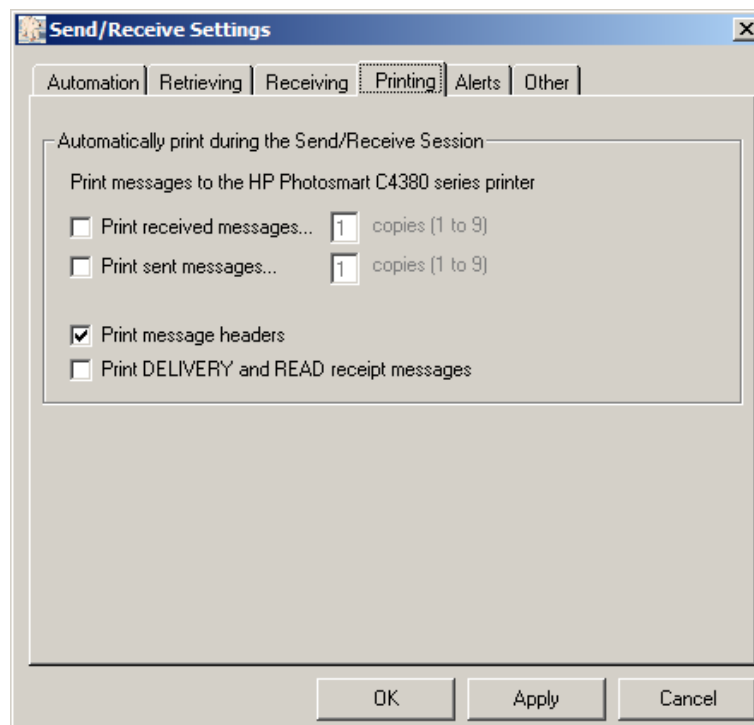 Send/Receive Settings
Automation Retrieving Receiving Printing Alerts Other
Automatically print during the Send/Receive Session
Print messages to the HP Photosmart C4380 series printer
Print received messages... 1 copies (1 to 9)
Print sent messages... 1 copies (1 to 9)
Print message headers
Print DELIVERY and READ receipt messages
OK Apply Cancel